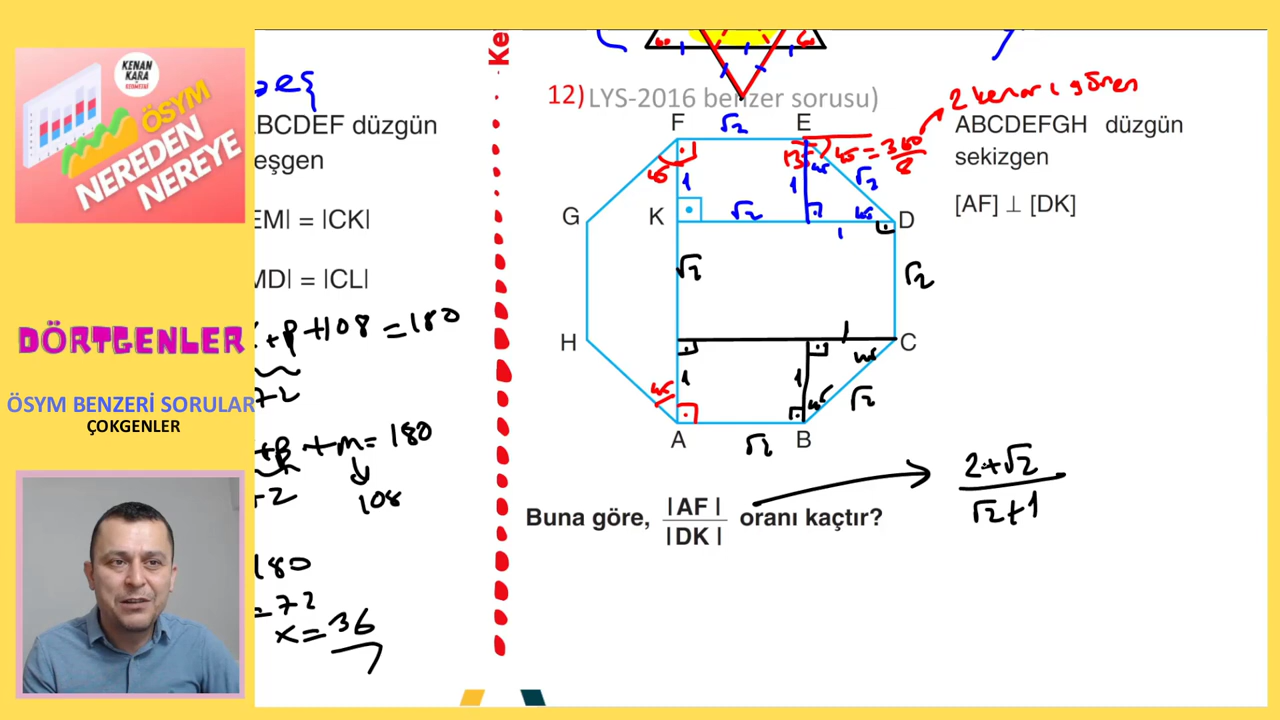 KENAN
KARA
ÖSYM
NEREDEN
NEREYE
DÖRTGENLER
ÖSYM BENZERİ SORULAR
ÇOKGENLER
ABCDEF düzgün
beşgen
|EM| = |CK|
|MD| = |CL|
+β+108=180
+β+m=180
108
180
=72
x=36
12) LYS-2016 benzer sorusu)
2 kenarı gören
F √2 E
45 1 1 45 45=360/8 √2
G K √2 45 D
1
√2 √2
H 1 C
45
45 1 1 45 √2
A √2 B
ABCDEFGH düzgün
sekizgen
[AF] ⊥ [DK]
2+√2
Buna göre, |AF| / |DK| oranı kaçtır?
√2+1